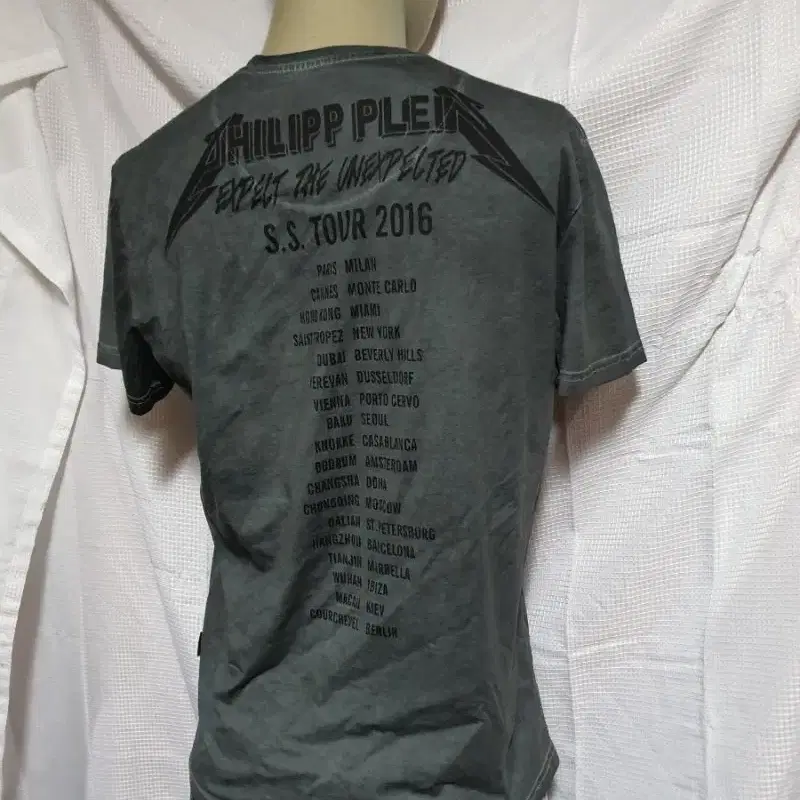 PHILIPP PLEIN
EXPECT THE UNEXPECTED
S.S. TOUR 2016
PARIS MILAN
CANNES MONTE CARLO
HONG KONG MIAMI
SAINT TROPEZ NEW YORK
DUBAI BEVERLY HILLS
YEREVAN DUSSELDORF
VIENNA PORTO CERVO
BAKU SEOUL
KNOKKE CASABLANCA
BODRUM AMSTERDAM
CHANGSHA DOHA
CHONGQING MOSCOW
DALIAN ST. PETERSBURG
HANGZHOU BARCELONA
TIANJIN MARBELLA
WUHAN IBIZA
MACAU KIEV
COURCHEVEL BERLIN